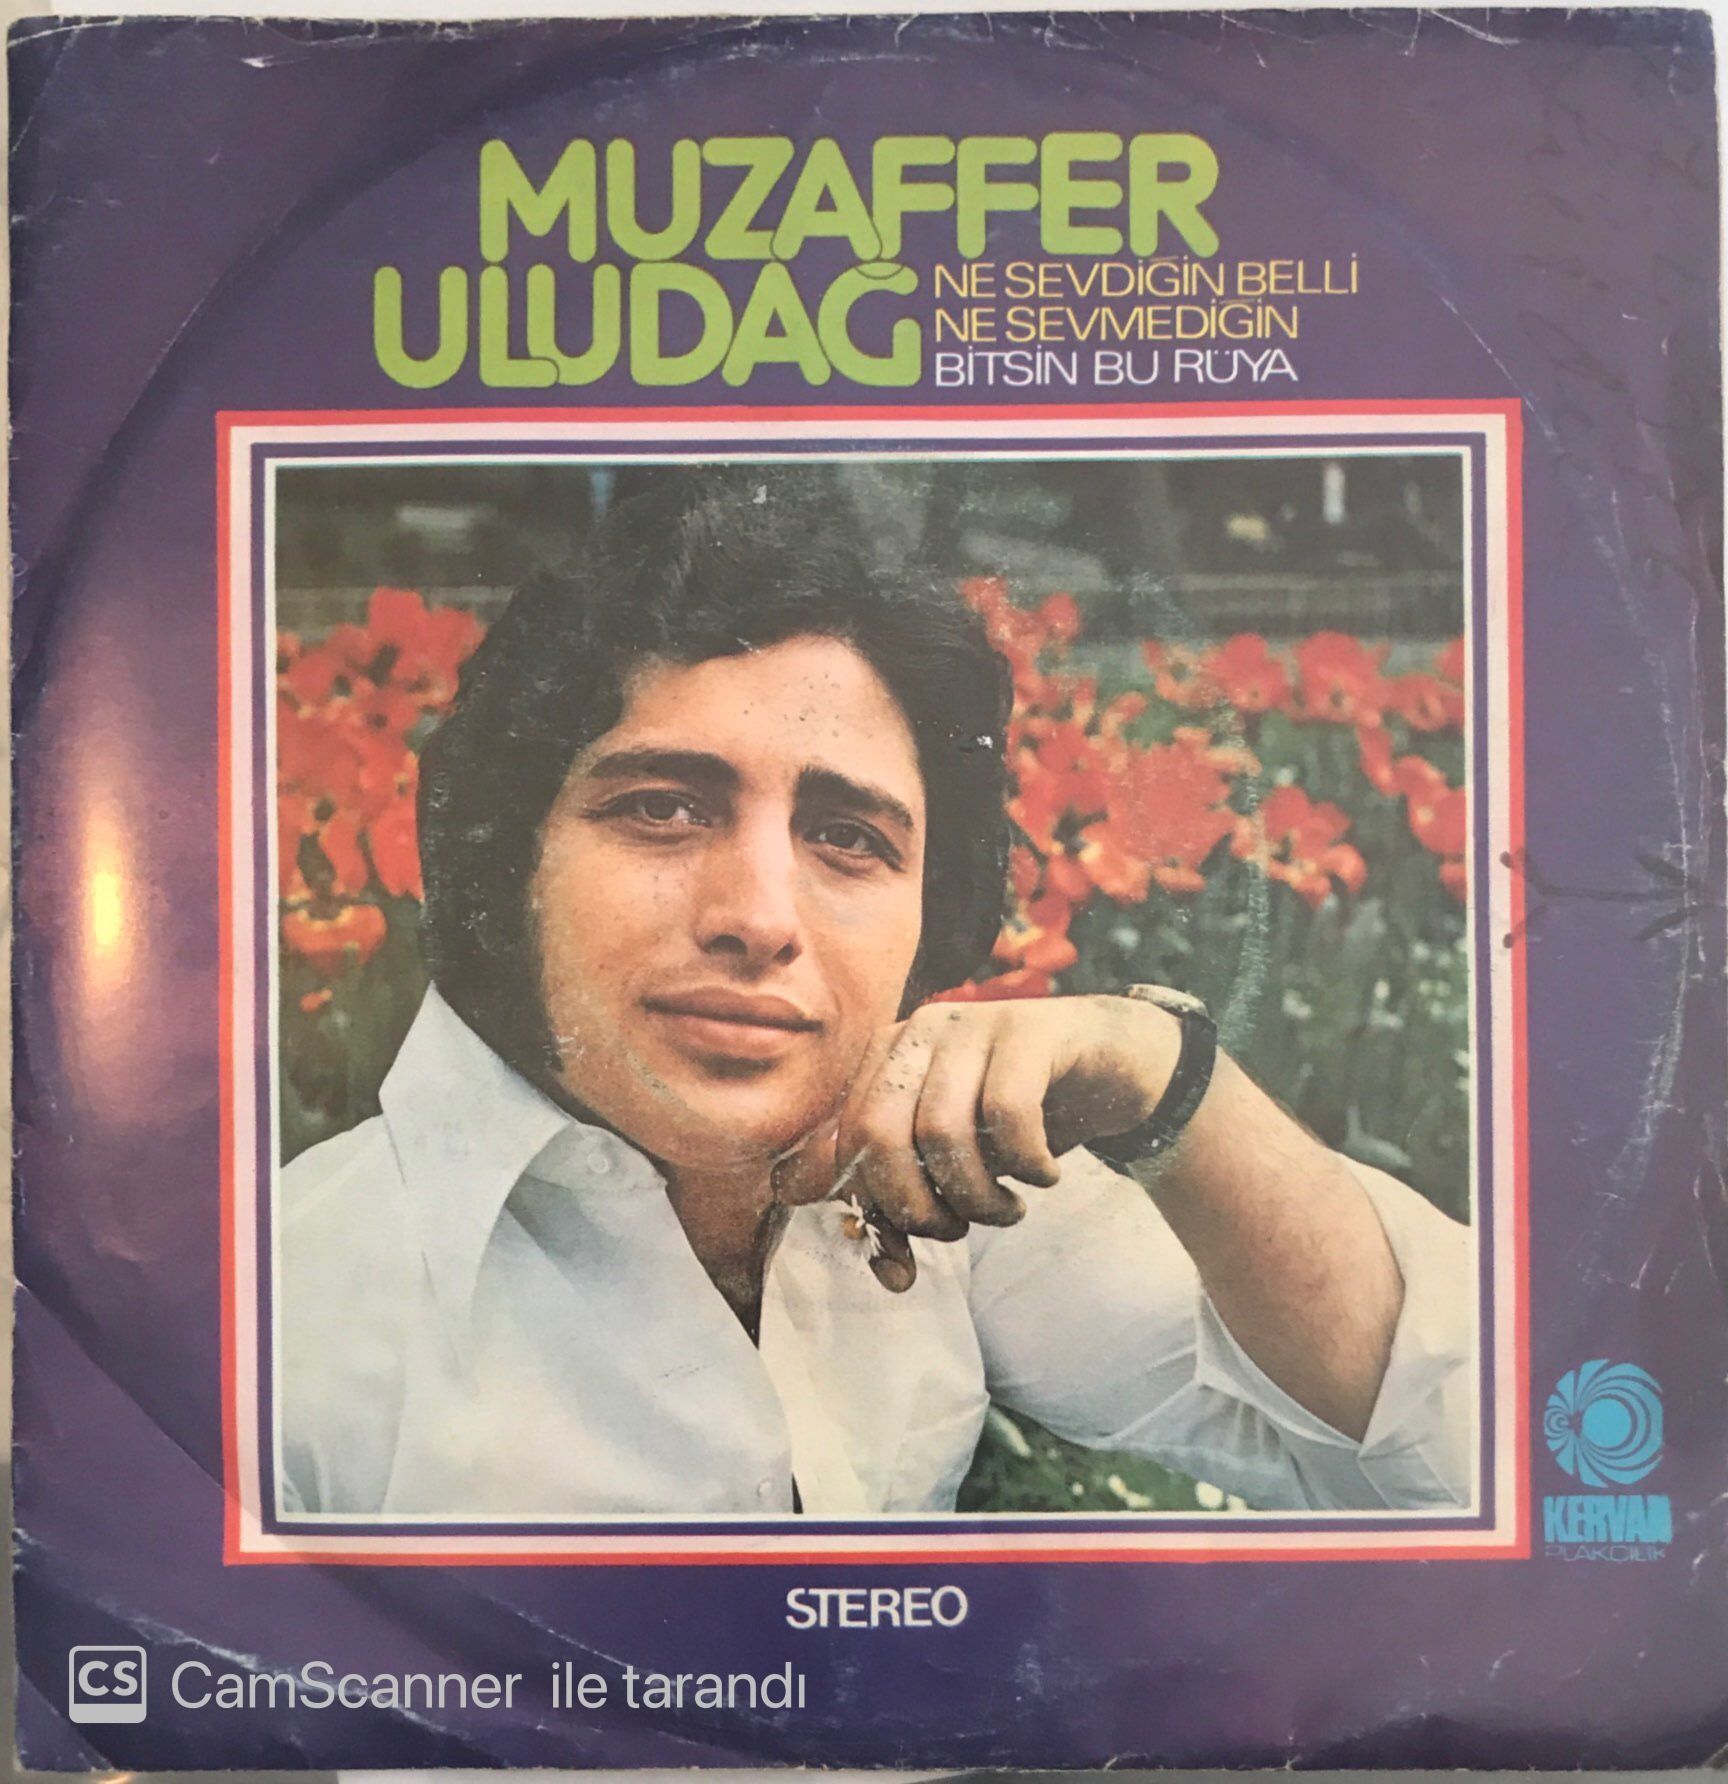 MUZAFFER
ULUDAĞ
NE SEVDİĞİN BELLİ
NE SEVMEDİĞİN
BİTSİN BU RÜYA
KERVAN
PLAKÇILIK
STEREO
CS CamScanner ile tarandı